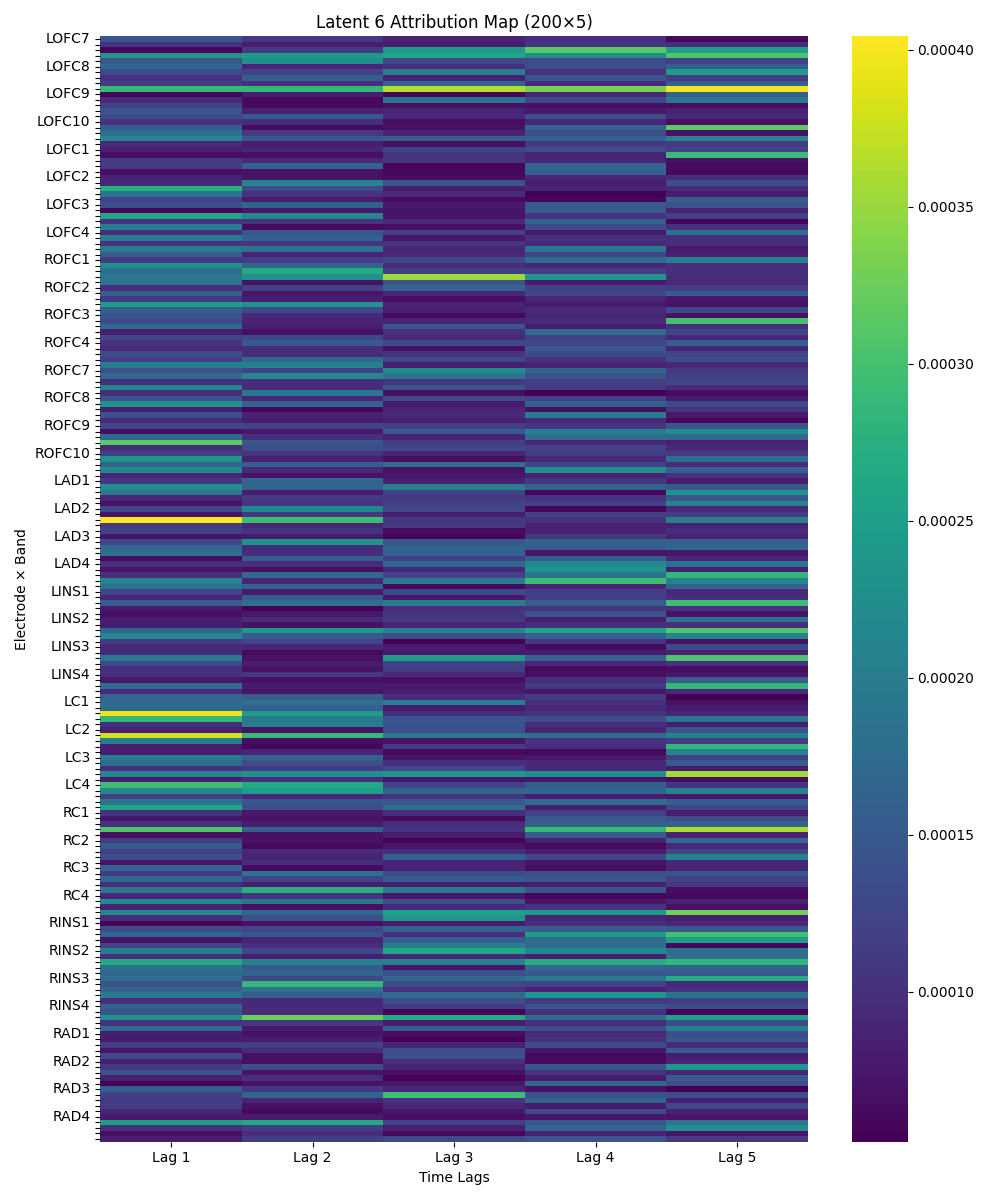 Latent 6 Attribution Map (200×5)
LOFC7
LOFC8
LOFC9
LOFC10
LOFC1
LOFC2
LOFC3
LOFC4
ROFC1
ROFC2
ROFC3
ROFC4
ROFC7
ROFC8
ROFC9
ROFC10
LAD1
LAD2
LAD3
LAD4
LINS1
LINS2
LINS3
LINS4
LC1
LC2
LC3
LC4
RC1
RC2
RC3
RC4
RINS1
RINS2
RINS3
RINS4
RAD1
RAD2
RAD3
RAD4
Electrode × Band
Lag 1 Lag 2 Lag 3 Lag 4 Lag 5
Time Lags
0.00040
0.00035
0.00030
0.00025
0.00020
0.00015
0.00010